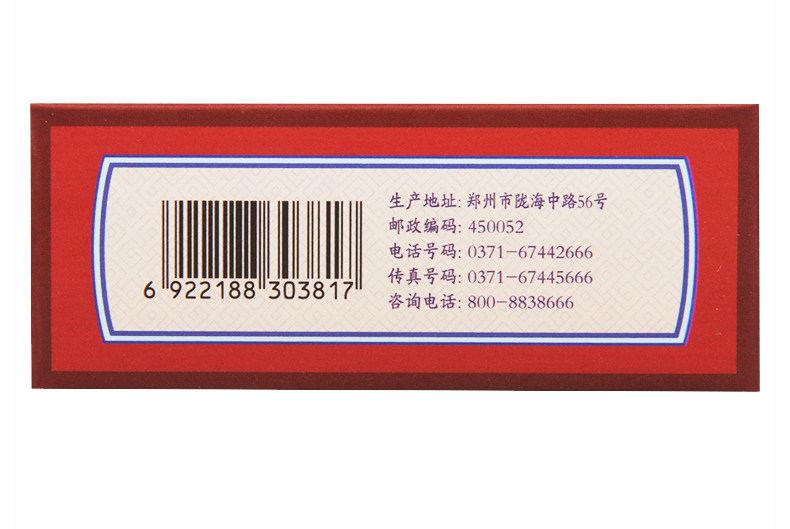 生产地址: 郑州市陇海中路56号
邮政编码: 450052
电话号码: 0371-67442666
传真号码: 0371-67445666
咨询电话: 800-8838666
6 922188 303817